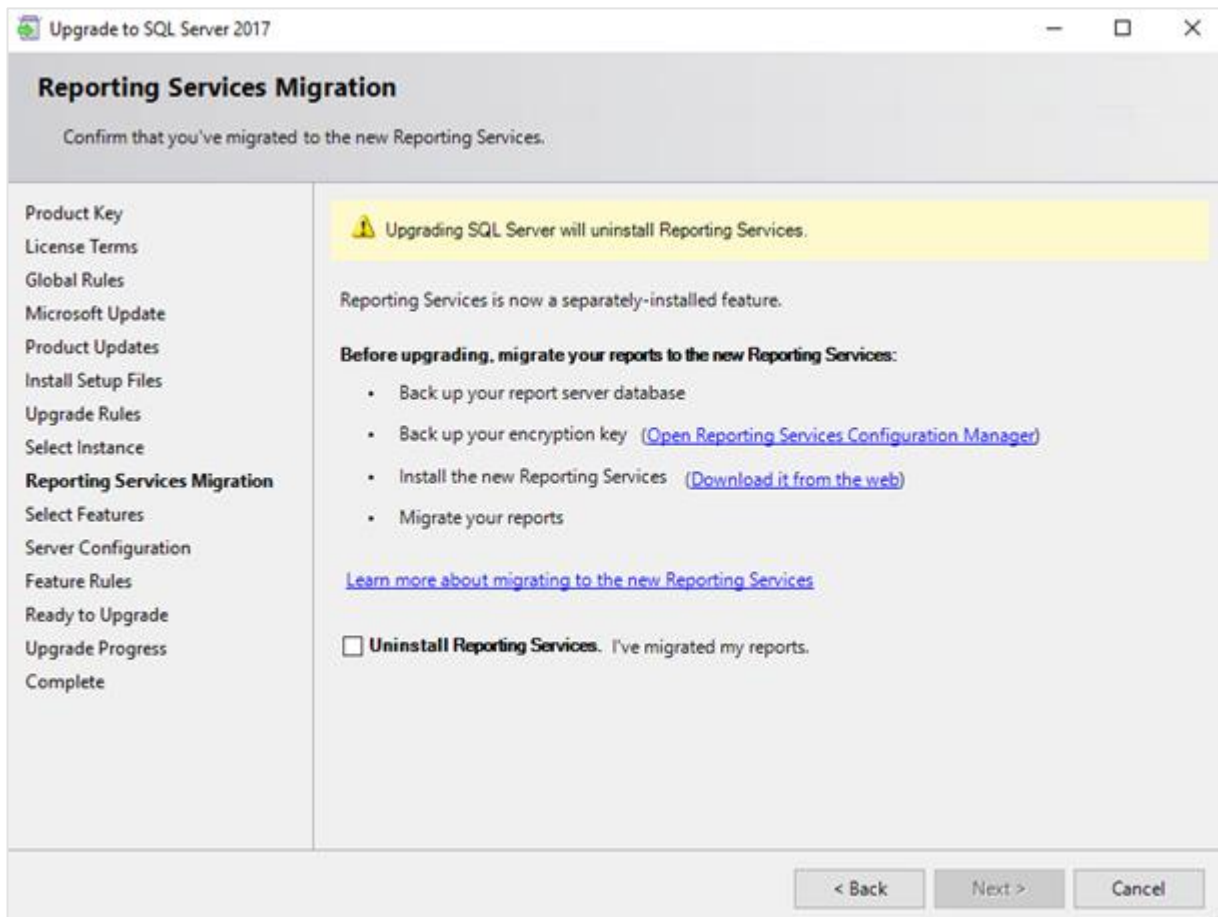 Upgrade to SQL Server 2017
Reporting Services Migration
Confirm that you've migrated to the new Reporting Services.
Product Key
License Terms
Global Rules
Microsoft Update
Product Updates
Install Setup Files
Upgrade Rules
Select Instance
Reporting Services Migration
Select Features
Server Configuration
Feature Rules
Ready to Upgrade
Upgrade Progress
Complete
Upgrading SQL Server will uninstall Reporting Services.
Reporting Services is now a separately-installed feature.
Before upgrading, migrate your reports to the new Reporting Services:
• Back up your report server database
• Back up your encryption key (Open Reporting Services Configuration Manager)
• Install the new Reporting Services (Download it from the web)
• Migrate your reports
Learn more about migrating to the new Reporting Services
Uninstall Reporting Services. I've migrated my reports.
< Back Next > Cancel